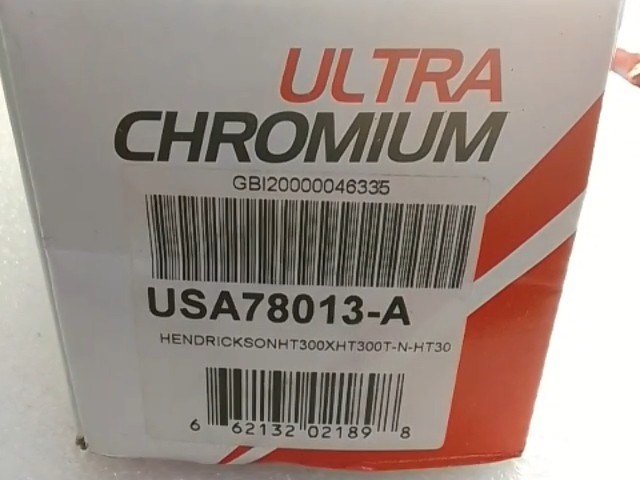 ULTRA
CHROMIUM
GBI20000046335
USA78013-A
HENDRICKSONHT300XHT300T-N-HT30
6 62132 02189 8